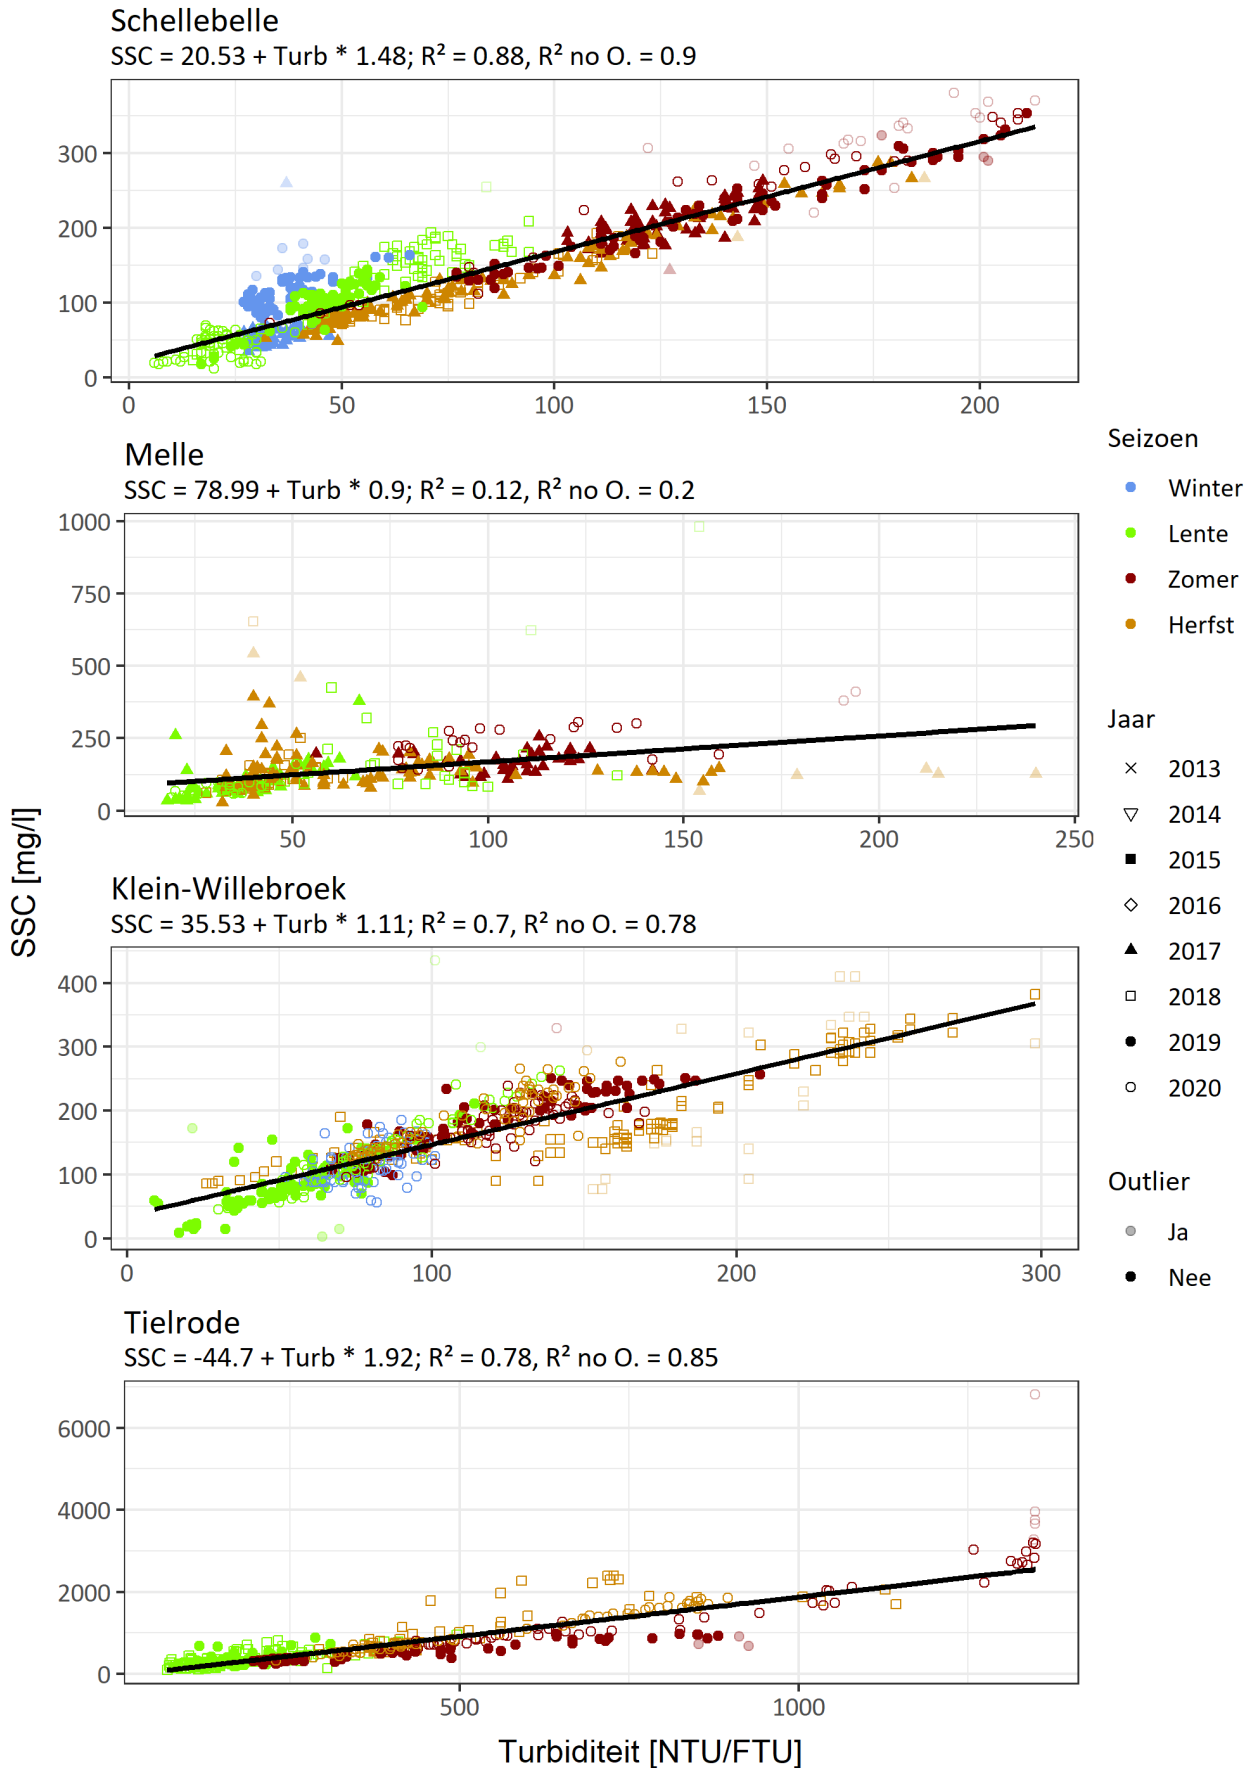 Schellebelle
SSC = 20.53 + Turb * 1.48; R² = 0.88, R² no O. = 0.9
300
200
100
0
0 50 100 150 200
Melle
SSC = 78.99 + Turb * 0.9; R² = 0.12, R² no O. = 0.2
1000
750
500
250
0
50 100 150 200 250
Klein-Willebroek
SSC = 35.53 + Turb * 1.11; R² = 0.7, R² no O. = 0.78
400
300
200
100
0
0 100 200 300
Tielrode
SSC = -44.7 + Turb * 1.92; R² = 0.78, R² no O. = 0.85
6000
4000
2000
0
500 1000
Turbiditeit [NTU/FTU]
SSC [mg/l]
Seizoen
Winter
Lente
Zomer
Herfst
Jaar
2013
2014
2015
2016
2017
2018
2019
2020
Outlier
Ja
Nee